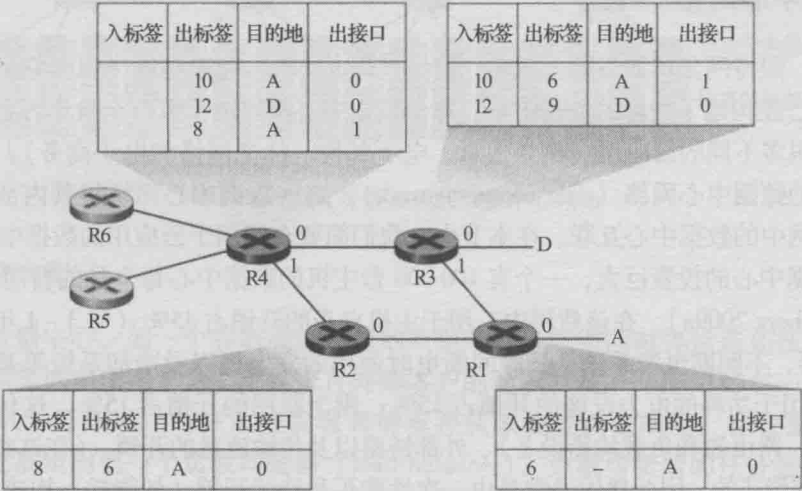 入标签 出标签 目的地 出接口
10 A 0
12 D 0
8 A 1
入标签 出标签 目的地 出接口
10 6 A 1
12 9 D 0
R6
0
0
D
R4
1
R3
1
R5
0
0
A
R2
R1
入标签 出标签 目的地 出接口
8 6 A 0
入标签 出标签 目的地 出接口
6 – A 0